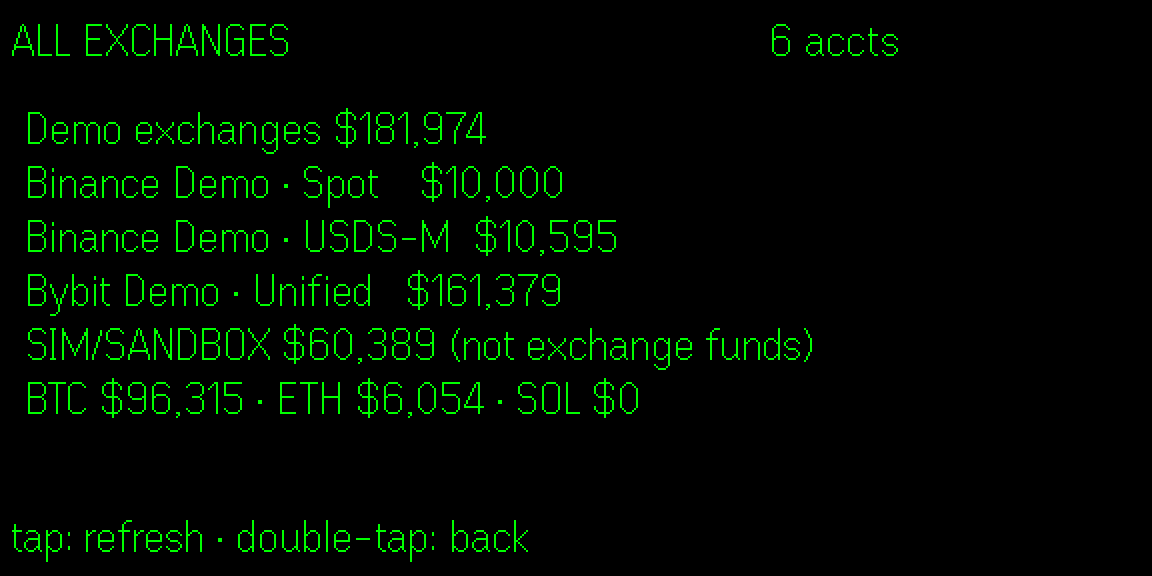 ALL EXCHANGES 6 accts
Demo exchanges $181,974
Binance Demo · Spot $10,000
Binance Demo · USDS-M $10,595
Bybit Demo · Unified $161,379
SIM/SANDBOX $60,389 (not exchange funds)
BTC $96,315 · ETH $6,054 · SOL $0
tap: refresh · double-tap: back